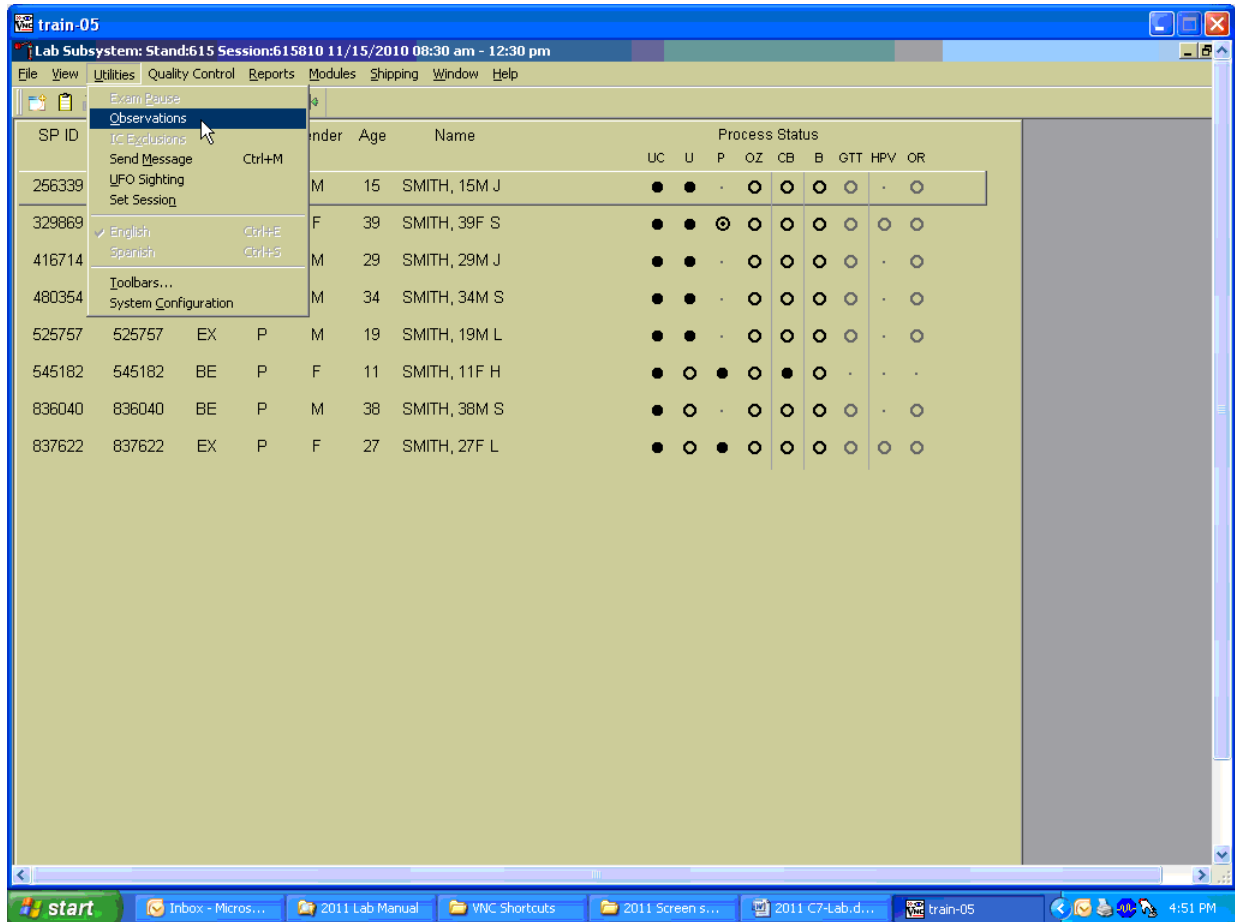 train-05
Lab Subsystem: Stand:615 Session:615810 11/15/2010 08:30 am - 12:30 pm
File View Utilities Quality Control Reports Modules Shipping Window Help
Exam Pause
Observations
IC Exclusions
Send Message Ctrl+M
UFO Sighting
Set Session
English Ctrl+E
Spanish Ctrl+S
Toolbars...
System Configuration
SP ID Age Name Process Status
UC U P OZ CB B GTT HPV OR
256339 M 15 SMITH, 15M J
329869 F 39 SMITH, 39F S
416714 M 29 SMITH, 29M J
480354 M 34 SMITH, 34M S
525757 525757 EX P M 19 SMITH, 19M L
545182 545182 BE P F 11 SMITH, 11F H
836040 836040 BE P M 38 SMITH, 38M S
837622 837622 EX P F 27 SMITH, 27F L
start Inbox - Micros... 2011 Lab Manual VNC Shortcuts 2011 Screen s... 2011 C7-Lab.d... train-05 4:51 PM